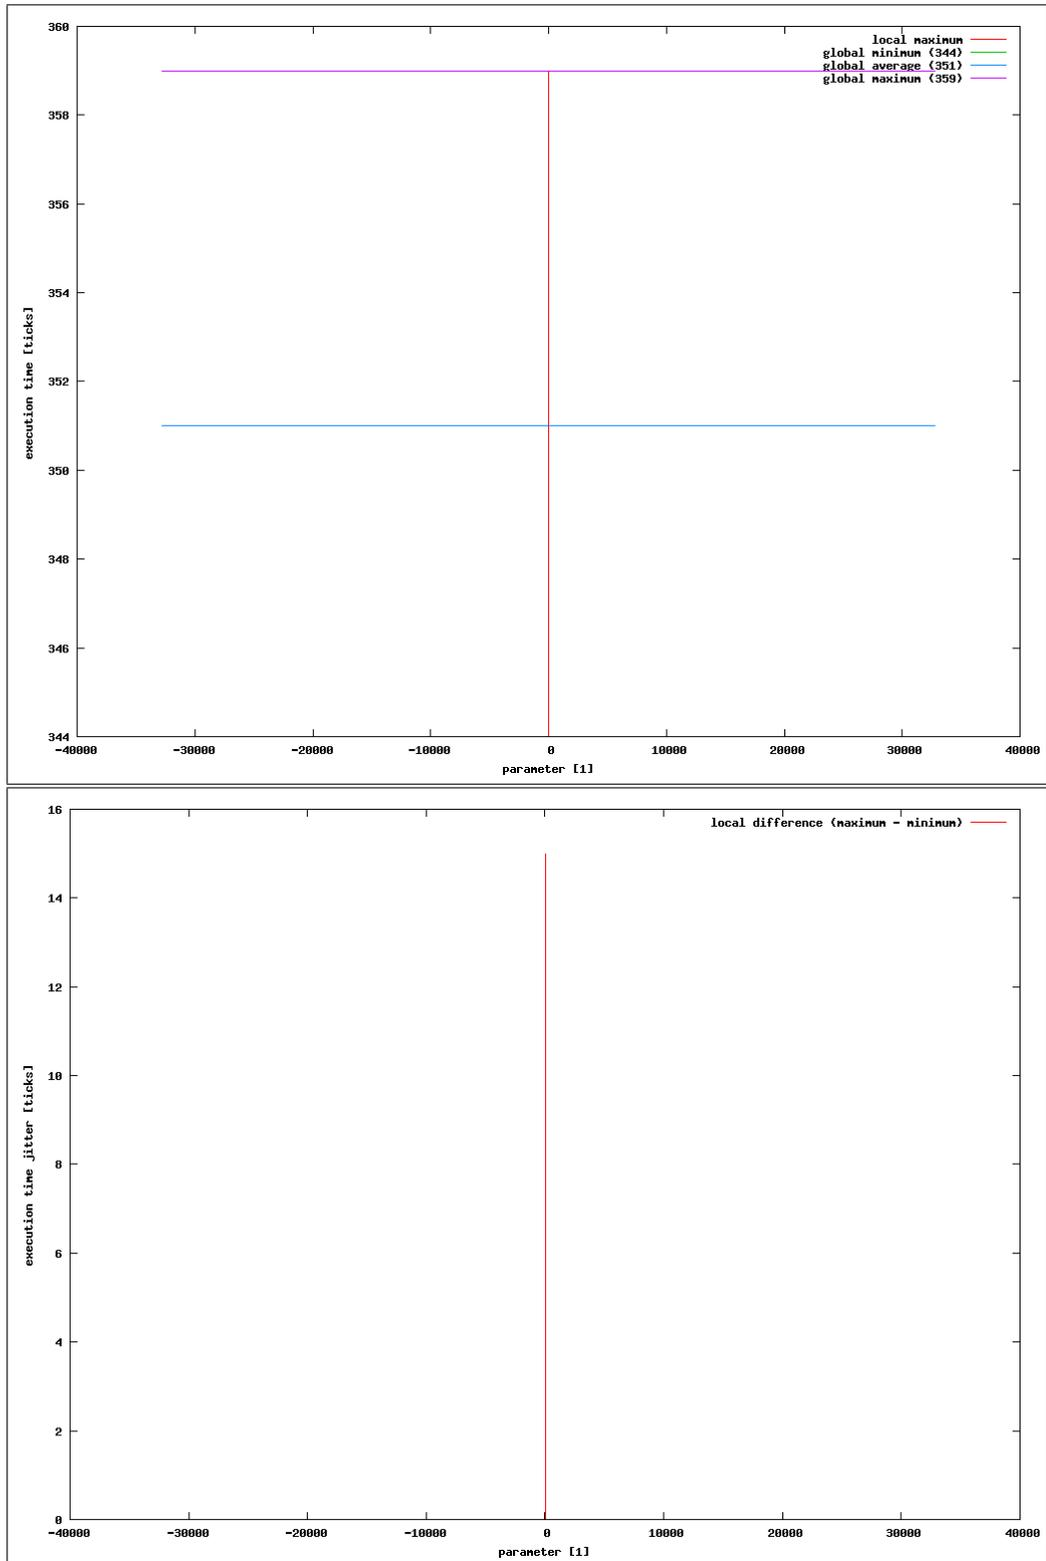 360
local maximum
global minimum (344)
global average (351)
global maximum (359)
358
356
354
352
350
348
346
344
execution time [ticks]
-40000 -30000 -20000 -10000 0 10000 20000 30000 40000
parameter [1]
16
local difference (maximum - minimum)
14
12
10
8
6
4
2
0
execution time jitter [ticks]
-40000 -30000 -20000 -10000 0 10000 20000 30000 40000
parameter [1]